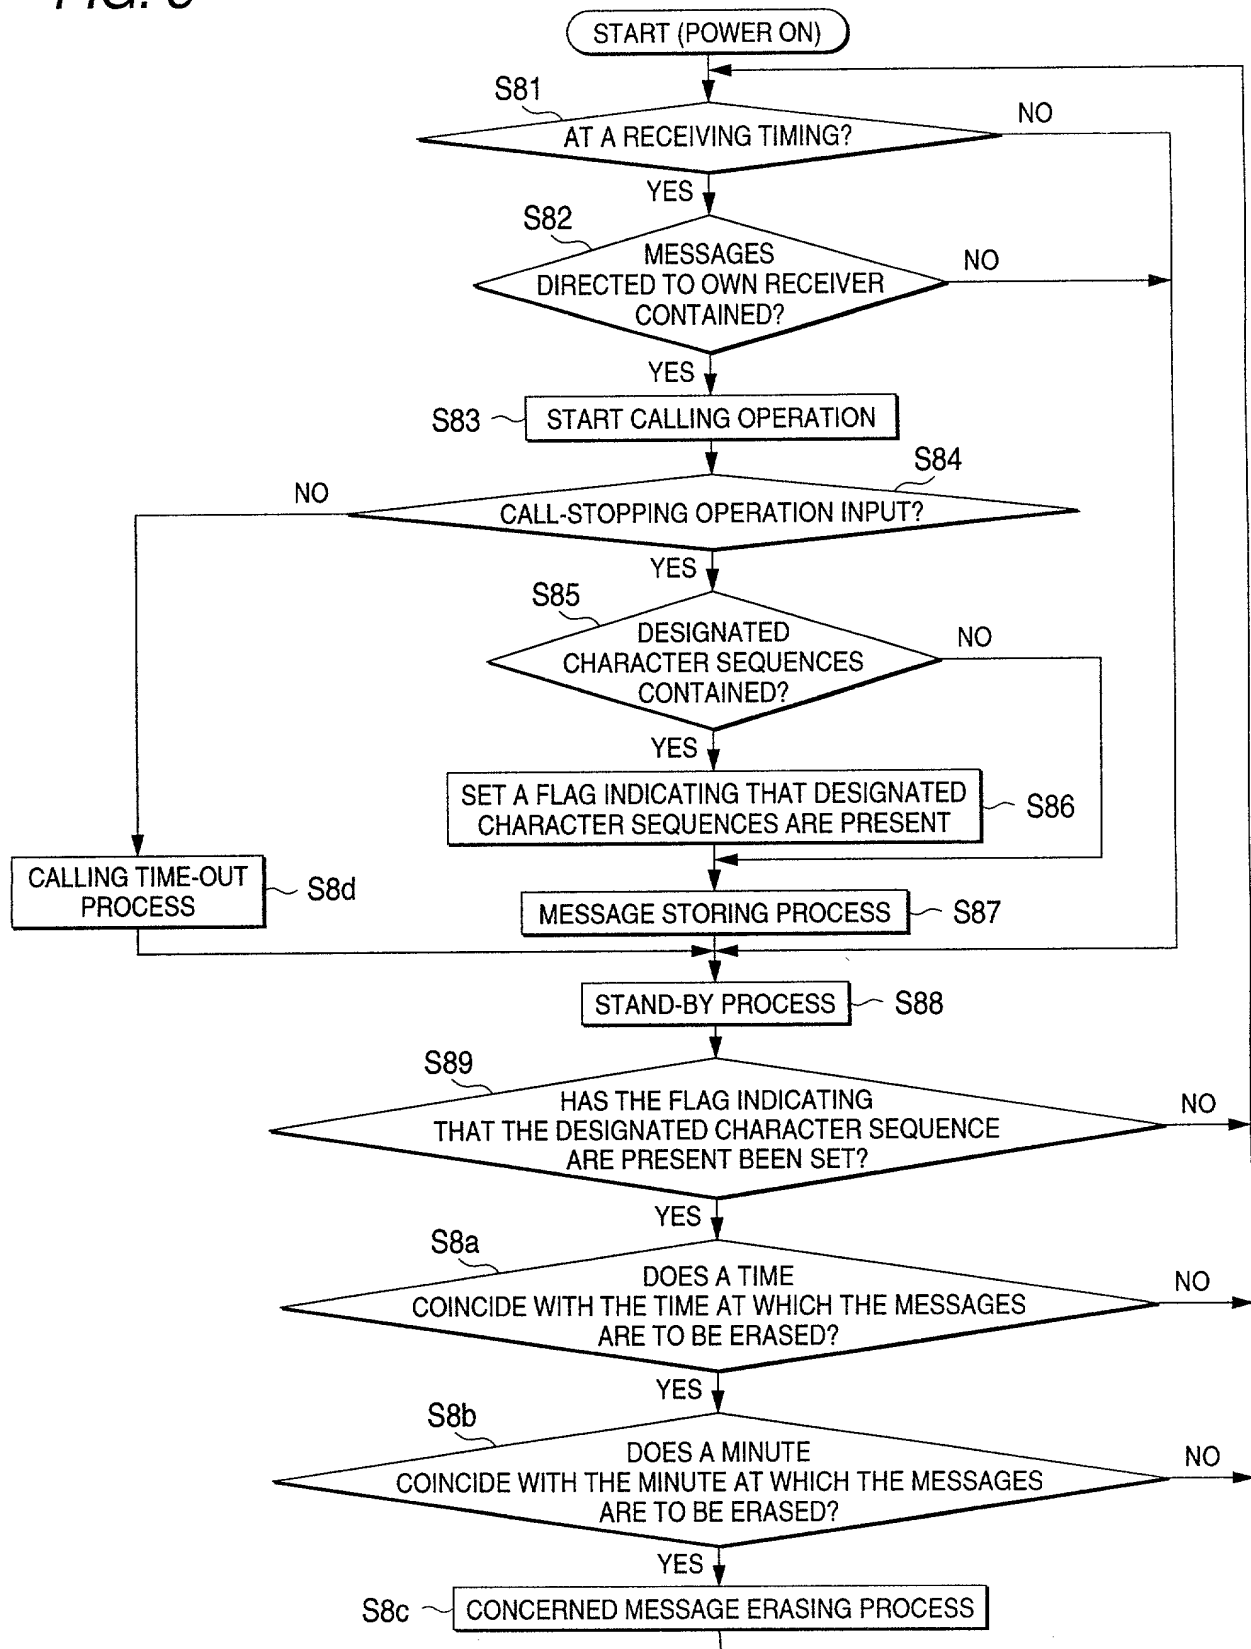 START (POWER ON)
S81
AT A RECEIVING TIMING?
NO
YES
S82
MESSAGES
DIRECTED TO OWN RECEIVER
CONTAINED?
NO
YES
S83
START CALLING OPERATION
S84
NO
CALL-STOPPING OPERATION INPUT?
YES
S85
DESIGNATED
CHARACTER SEQUENCES
CONTAINED?
NO
YES
SET A FLAG INDICATING THAT DESIGNATED
CHARACTER SEQUENCES ARE PRESENT
S86
CALLING TIME-OUT
PROCESS
S8d
MESSAGE STORING PROCESS
S87
STAND-BY PROCESS
S88
S89
HAS THE FLAG INDICATING
THAT THE DESIGNATED CHARACTER SEQUENCE
ARE PRESENT BEEN SET?
NO
YES
S8a
DOES A TIME
COINCIDE WITH THE TIME AT WHICH THE MESSAGES
ARE TO BE ERASED?
NO
YES
S8b
DOES A MINUTE
COINCIDE WITH THE MINUTE AT WHICH THE MESSAGES
ARE TO BE ERASED?
NO
YES
S8c
CONCERNED MESSAGE ERASING PROCESS